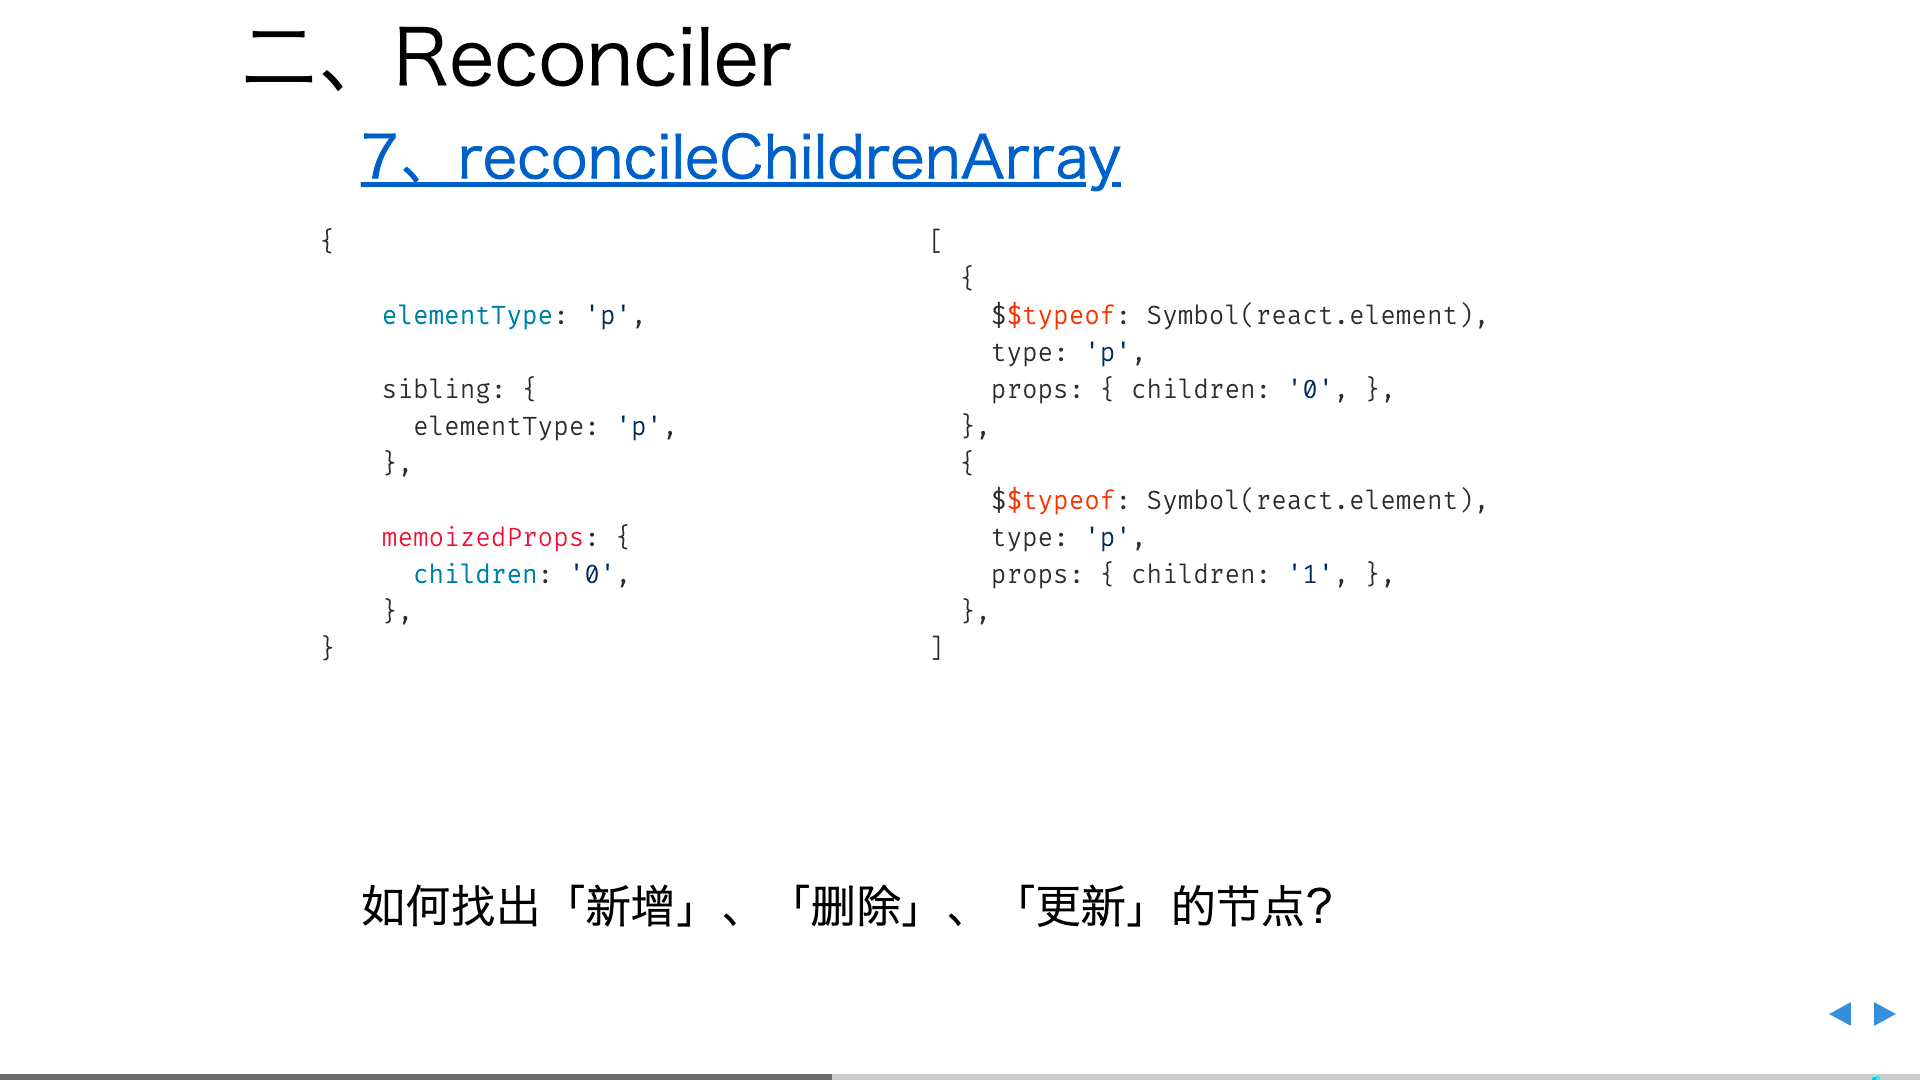 二、Reconciler
7、reconcileChildrenArray
{
elementType: 'p',
sibling: {
elementType: 'p',
},
memoizedProps: {
children: '0',
},
}
[
{
$$typeof: Symbol(react.element),
type: 'p',
props: { children: '0', },
},
{
$$typeof: Symbol(react.element),
type: 'p',
props: { children: '1', },
},
]
如何找出「新增」、「删除」、「更新」的节点?